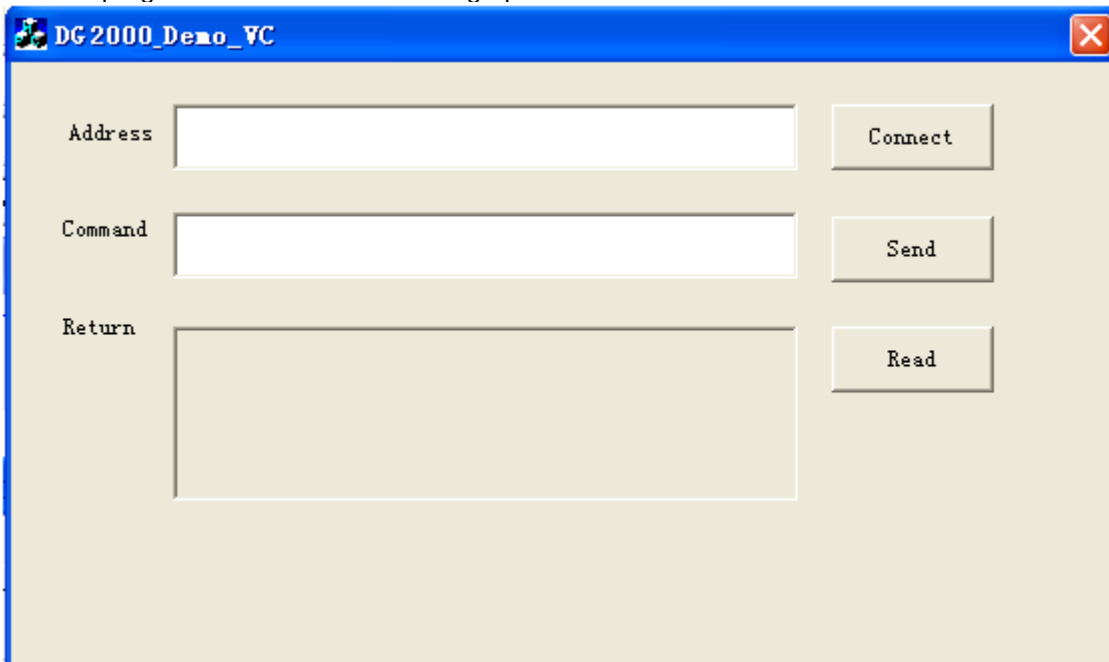 DG2000_Demo_VC
Address
Connect
Command
Send
Return
Read